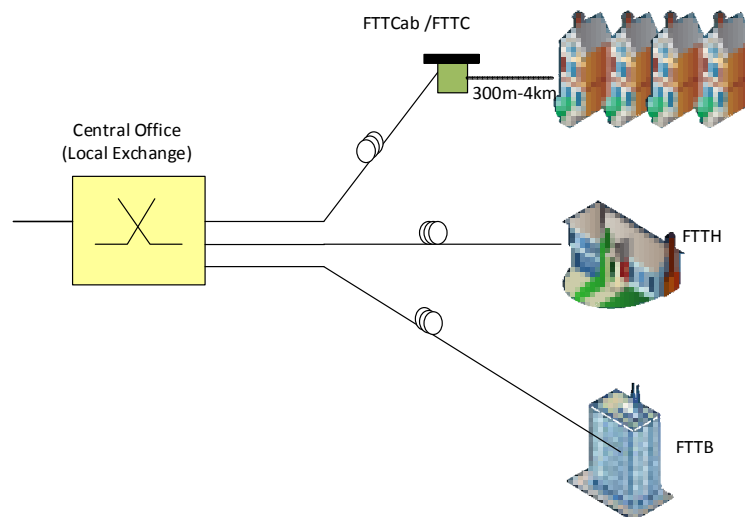 FTTCab /FTTC
300m-4km
Central Office
(Local Exchange)
FTTH
FTTB